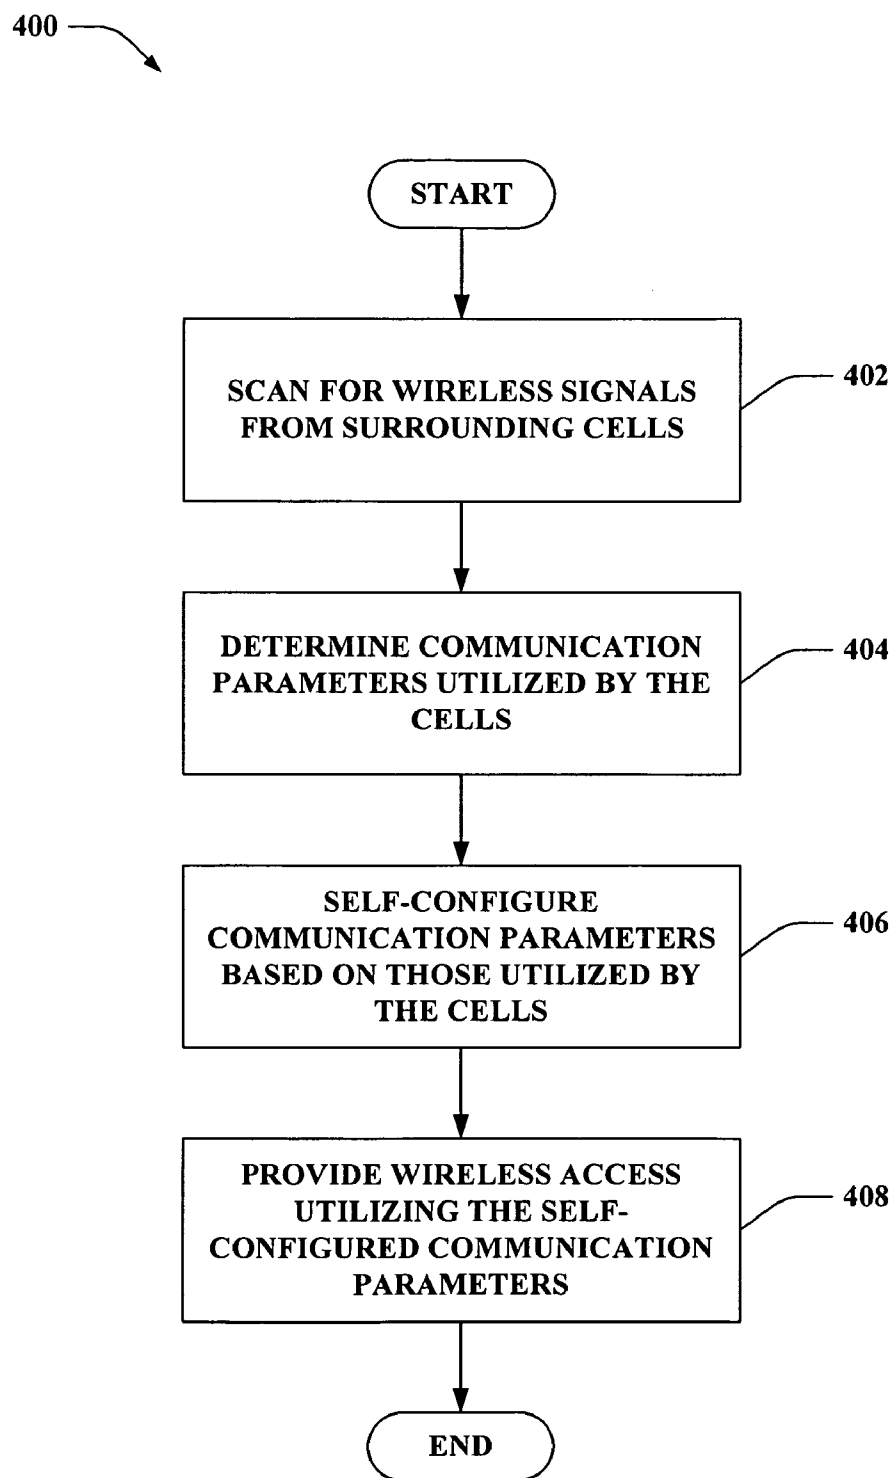 400
START
SCAN FOR WIRELESS SIGNALS
FROM SURROUNDING CELLS
402
DETERMINE COMMUNICATION
PARAMETERS UTILIZED BY THE
CELLS
404
SELF-CONFIGURE
COMMUNICATION PARAMETERS
BASED ON THOSE UTILIZED BY
THE CELLS
406
PROVIDE WIRELESS ACCESS
UTILIZING THE SELF-
CONFIGURED COMMUNICATION
PARAMETERS
408
END